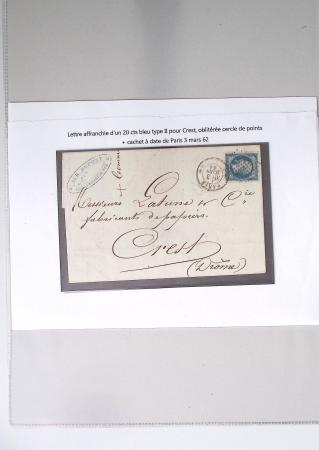 Lettre affranchie d'un 20 cts bleu type II pour Crest, oblitérée cercle de points
+ cachet à date de Paris 3 mars 62
Messieurs Latune & Cie
fabricants de papiers.
Crest
(Drôme)